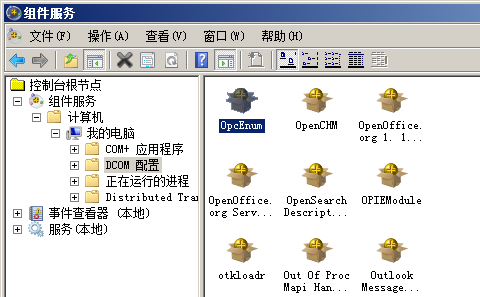 组件服务
文件(F) 操作(A) 查看(V) 窗口(W) 帮助(H)
控制台根节点
组件服务
计算机
我的电脑
COM+ 应用程序
DCOM 配置
正在运行的进程
Distributed Tra
事件查看器 (本地)
服务(本地)
OpcEnum
OpenCHM
OpenOffice.
org 1. 1...
OpenOffice.
org Serv...
OpenSearch
Descript...
OPIEModule
otkloadr
Out Of Proc
Mapi Han...
Outlook
Message...